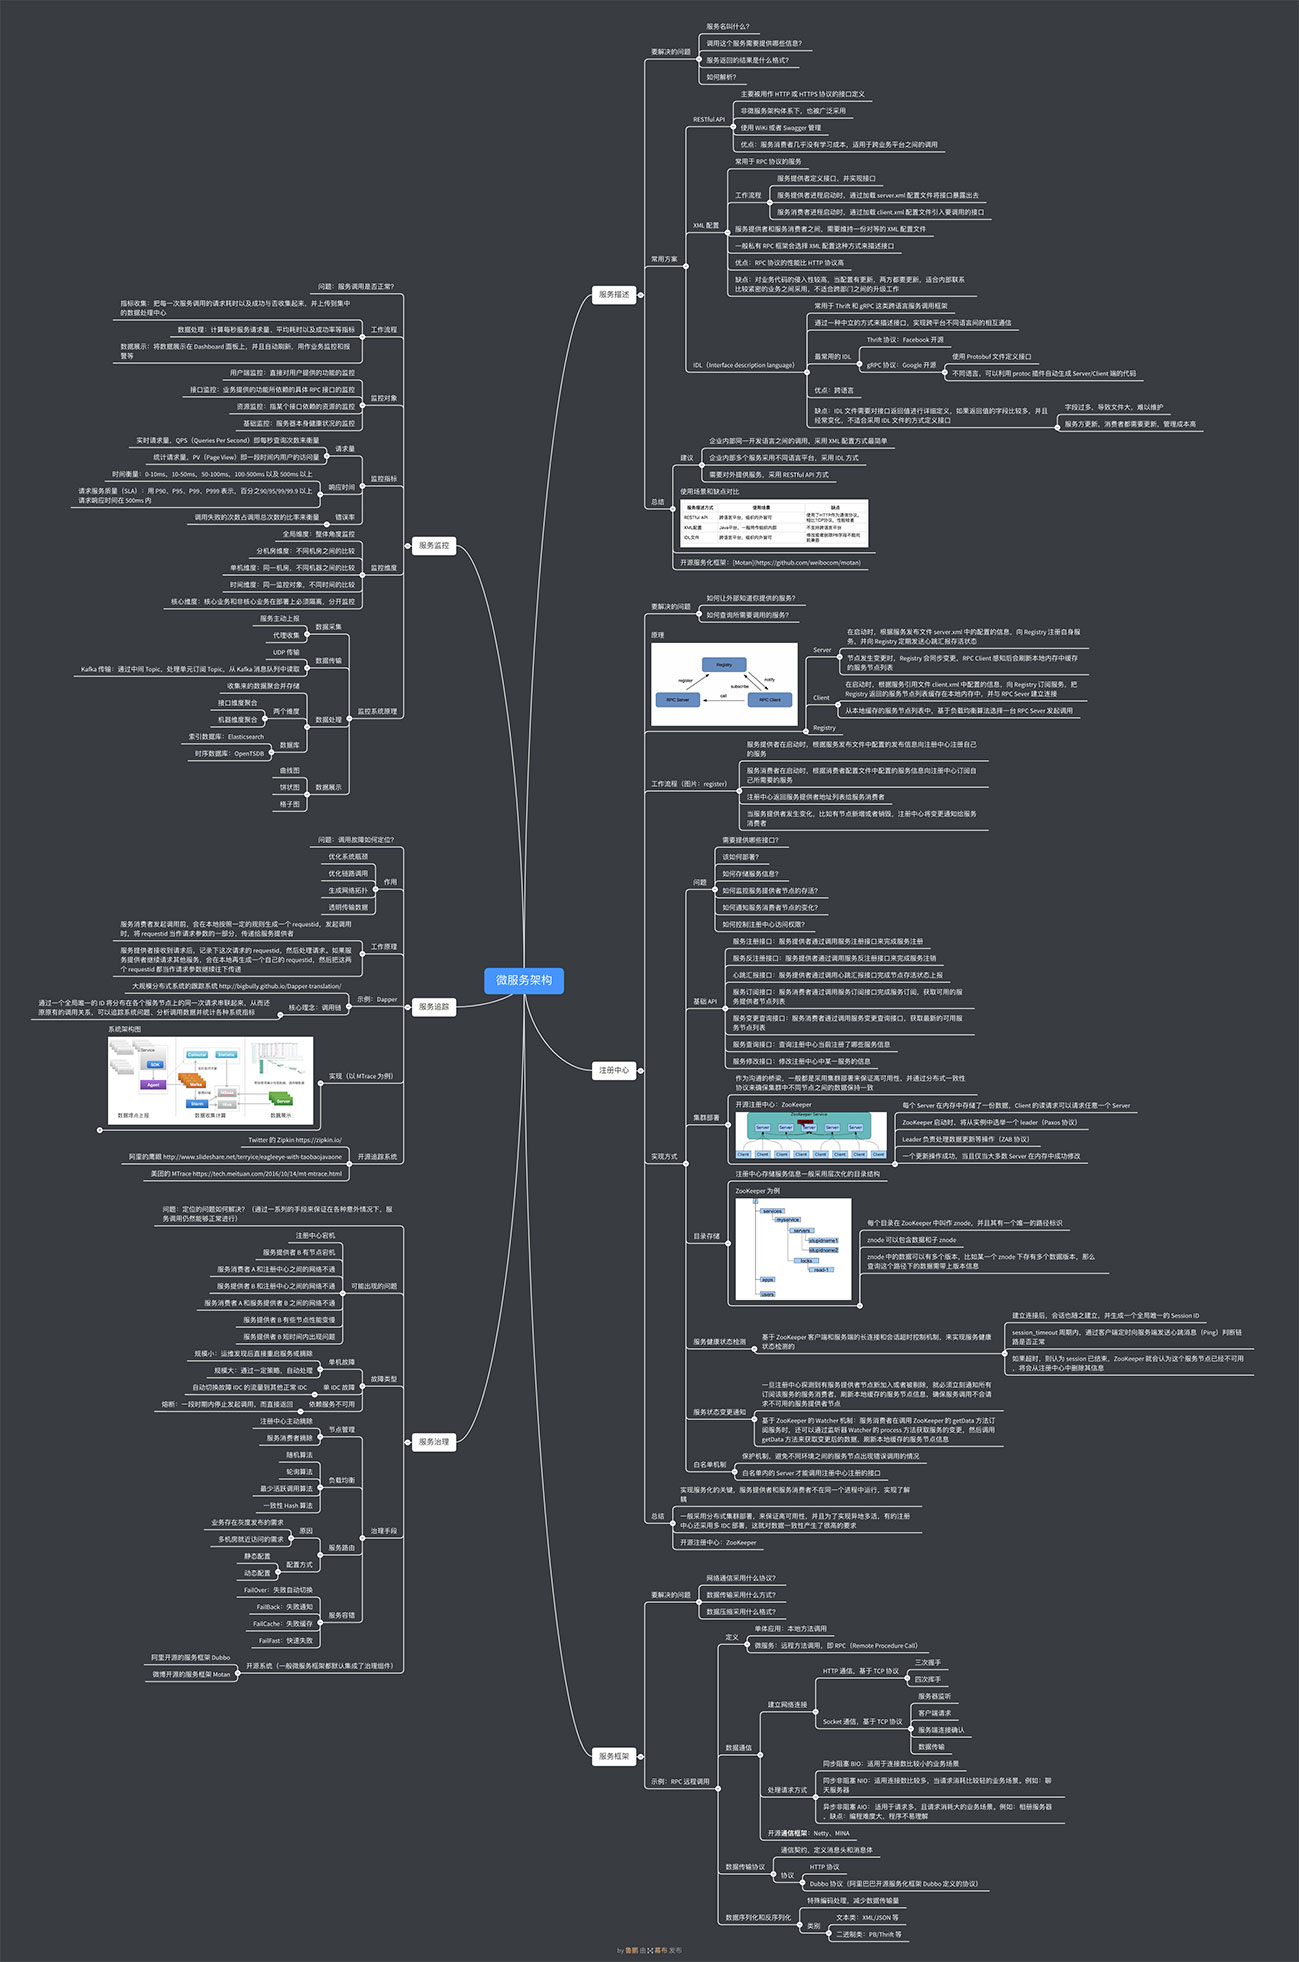 微服务架构
服务描述
要解决的问题
服务名叫什么？
调用这个服务需要提供哪些信息？
服务返回的结果是什么格式？
如何解析？
常用方案
RESTful API
主要被用作 HTTP 或 HTTPS 协议的接口定义
非微服务架构体系下，也被广泛采用
使用 WiKi 或者 Swagger 管理
优点：服务消费者几乎没有学习成本，适用于跨业务平台之间的调用
XML 配置
常用于 RPC 协议的服务
工作流程
服务提供者定义接口，并实现接口
服务提供者进程启动时，通过加载 server.xml 配置文件将接口暴露出去
服务消费者进程启动时，通过加载 client.xml 配置文件引入要调用的接口
服务提供者和服务消费者之间，需要维持一份对等的 XML 配置文件
一般私有 RPC 框架会选择 XML 配置这种方式来描述接口
优点：RPC 协议的性能比 HTTP 协议高
缺点：对业务代码的侵入性较高，当配置有更新，两方都要更新，适合内部联系
比较紧密的业务之间采用，不适合跨部门之间的升级工作
IDL（Interface description language）
常用于 Thrift 和 gRPC 这类跨语言服务调用框架
通过一种中立的方式来描述接口，实现跨平台不同语言间的相互通信
最常用的 IDL
Thrift 协议：Facebook 开源
gRPC 协议：Google 开源
使用 Protobuf 文件定义接口
不同语言，可以利用 protoc 插件自动生成 Server/Client 端的代码
优点：跨语言
缺点：IDL 文件需要对接口返回值进行详细定义，如果返回值的字段比较多，并且
经常变化，不适合采用 IDL 文件的方式定义接口
字段过多，导致文件大，难以维护
服务方更新，消费者都需要更新，管理成本高
总结
建议
企业内部同一开发语言之间的调用，采用 XML 配置方式最简单
企业内部多个服务采用不同语言平台，采用 IDL 方式
需要对外提供服务，采用 RESTful API 方式
使用场景和缺点对比
服务描述方式 使用场景 缺点
RESTful API 跨语言平台，组织内外皆可 使用了HTTP作为通信协议，
相比TCP协议，性能较差
XML配置 Java平台，一般用作组织内部 不支持跨语言平台
IDL文件 跨语言平台，组织内外皆可 修改或者删除PB字段不能向
前兼容
开源服务化框架：[Motan](https://github.com/weibocom/motan)
注册中心
要解决的问题
如何让外部知道你提供的服务？
如何查询所需要调用的服务？
原理
Registry
register
notify
subscribe
RPC Server
call
RPC Client
Server
在启动时，根据服务发布文件 server.xml 中的配置的信息，向 Registry 注册自身服
务，并向 Registry 定期发送心跳汇报存活状态
节点发生变更时，Registry 会同步变更，RPC Client 感知后会刷新本地内存中缓存
的服务节点列表
Client
在启动时，根据服务引用文件 client.xml 中配置的信息，向 Registry 订阅服务，把
Registry 返回的服务节点列表缓存在本地内存中，并与 RPC Sever 建立连接
从本地缓存的服务节点列表中，基于负载均衡算法选择一台 RPC Sever 发起调用
Registry
工作流程（图片：register）
服务提供者在启动时，根据服务发布文件中配置的发布信息向注册中心注册自己
的服务
服务消费者在启动时，根据消费者配置文件中配置的服务信息向注册中心订阅自
己所需要的服务
注册中心返回服务提供者地址列表给服务消费者
当服务提供者发生变化，比如有节点新增或者销毁，注册中心将变更通知给服务
消费者
实现方式
问题
需要提供哪些接口？
该如何部署？
如何存储服务信息？
如何监控服务提供者节点的存活？
如何通知服务消费者节点的变化？
如何控制注册中心访问权限？
基础 API
服务注册接口：服务提供者通过调用服务注册接口来完成服务注册
服务反注册接口：服务提供者通过调用服务反注册接口来完成服务注销
心跳汇报接口：服务提供者通过调用心跳汇报接口完成节点存活状态上报
服务订阅接口：服务消费者通过调用服务订阅接口完成服务订阅，获取可用的服
务提供者节点列表
服务变更查询接口：服务消费者通过调用服务变更查询接口，获取最新的可用服
务节点列表
服务查询接口：查询注册中心当前注册了哪些服务信息
服务修改接口：修改注册中心中某一服务的信息
集群部署
作为沟通的桥梁，一般都是采用集群部署来保证高可用性，并通过分布式一致性
协议来确保集群中不同节点之间的数据保持一致
开源注册中心：ZooKeeper
ZooKeeper Service
Server Server Server Server Server
Client Client Client Client Client Client Client Client
每个 Server 在内存中存储了一份数据，Client 的读请求可以请求任意一个 Server
ZooKeeper 启动时，将从实例中选举一个 leader（Paxos 协议）
Leader 负责处理数据更新等操作（ZAB 协议）
一个更新操作成功，当且仅当大多数 Server 在内存中成功修改
目录存储
注册中心存储服务信息一般采用层次化的目录结构
ZooKeeper 为例
/
services
myservice
servers
stupidname1
stupidname2
locks
read-1
apps
users
每个目录在 ZooKeeper 中叫作 znode，并且其有一个唯一的路径标识
znode 可以包含数据和子 znode
znode 中的数据可以有多个版本，比如某一个 znode 下存有多个数据版本，那么
查询这个路径下的数据需带上版本信息
服务健康状态检测
基于 ZooKeeper 客户端和服务端的长连接和会话超时控制机制，来实现服务健康
状态检测的
建立连接后，会话也随之建立，并生成一个全局唯一的 Session ID
session_timeout 周期内，通过客户端定时向服务端发送心跳消息（Ping）判断链
路是否正常
如果超时，则认为 session 已结束，ZooKeeper 就会认为这个服务节点已经不可用
，将会从注册中心中删除其信息
服务状态变更通知
一旦注册中心探测到有服务提供者节点新加入或者被剔除，就必须立刻通知所有
订阅该服务的服务消费者，刷新本地缓存的服务节点信息，确保服务调用不会请
求不可用的服务提供者节点
基于 ZooKeeper 的 Watcher 机制：服务消费者在调用 ZooKeeper 的 getData 方法订
阅服务时，还可以通过监听器 Watcher 的 process 方法获取服务的变更，然后调用
getData 方法来获取变更后的数据，刷新本地缓存的服务节点信息
白名单机制
保护机制，避免不同环境之间的服务节点出现错误调用的情况
白名单内的 Server 才能调用注册中心注册的接口
总结
实现服务化的关键，服务提供者和服务消费者不在同一个进程中运行，实现了解
耦
一般采用分布式集群部署，来保证高可用性，并且为了实现异地多活，有的注册
中心还采用多 IDC 部署，这就对数据一致性产生了很高的要求
开源注册中心：ZooKeeper
服务框架
要解决的问题
网络通信采用什么协议？
数据传输采用什么方式？
数据压缩采用什么格式？
示例：RPC 远程调用
定义
单体应用：本地方法调用
微服务：远程方法调用，即 RPC（Remote Procedure Call）
数据通信
建立网络连接
HTTP 通信，基于 TCP 协议
三次握手
四次挥手
Socket 通信，基于 TCP 协议
服务器监听
客户端请求
服务端连接确认
数据传输
处理请求方式
同步阻塞 BIO：适用于连接数比较小的业务场景
同步非阻塞 NIO：适用连接数比较多，当请求消耗比较轻的业务场景。例如：聊
天服务器
异步非阻塞 AIO：适用于请求多，且请求消耗大的业务场景。例如：相册服务器
，缺点：编程难度大，程序不易理解
开源通信框架：Netty、MINA
数据传输协议
通信契约，定义消息头和消息体
协议
HTTP 协议
Dubbo 协议（阿里巴巴开源服务化框架 Dubbo 定义的协议）
数据序列化和反序列化
特殊编码处理，减少数据传输量
类别
文本类：XML/JSON 等
二进制类：PB/Thrift 等
服务监控
问题：服务调用是否正常？
工作流程
指标收集：把每一次服务调用的请求耗时以及成功与否收集起来，并上传到集中
的数据处理中心
数据处理：计算每秒服务请求量，平均耗时以及成功率等指标
数据展示：将数据展示在 Dashboard 面板上，并且自动刷新，用作业务监控和报
警等
监控对象
用户端监控：直接对用户提供的功能的监控
接口监控：业务提供的功能所依赖的具体 RPC 接口的监控
资源监控：指某个接口依赖的资源的监控
基础监控：服务器本身健康状况的监控
监控指标
请求量
实时请求量，QPS（Queries Per Second）即每秒查询次数来衡量
统计请求量，PV（Page View）即一段时间内用户的访问量
响应时间
时间衡量：0-10ms，10-50ms，50-100ms，100-500ms 以及 500ms 以上
请求服务质量（SLA）：用 P90、P95、P99、P999 表示，百分之90/95/99/99.9 以上
请求响应时间在 500ms 内
错误率
调用失败的次数占调用总次数的比率来衡量
监控维度
全局维度：整体角度监控
分机房维度：不同机房之间的比较
单机维度：同一机房，不同机器之间的比较
时间维度：同一监控对象，不同时间的比较
核心维度：核心业务和非核心业务在部署上必须隔离，分开监控
监控系统原理
数据采集
服务主动上报
代理收集
数据传输
UDP 传输
Kafka 传输：通过中间 Topic，处理单元订阅 Topic，从 Kafka 消息队列中读取
数据处理
收集来的数据聚合并存储
两个维度
接口维度聚合
机器维度聚合
数据库
索引数据库：Elasticsearch
时序数据库：OpenTSDB
数据展示
曲线图
饼状图
格子图
服务追踪
问题：调用故障如何定位？
作用
优化系统瓶颈
优化链路调用
生成网络拓扑
透明传输数据
工作原理
服务消费者发起调用前，会在本地按照一定的规则生成一个 requestid，发起调用
时，将 requestid 当作请求参数的一部分，传递给服务提供者
服务提供者接收到请求后，记录下这次请求的 requestid，然后处理请求。如果服
务提供者继续请求其他服务，会在本地再生成一个自己的 requestid，然后把这两
个 requestid 都当作请求参数继续往下传递
示例：Dapper
大规模分布式系统的跟踪系统 http://bigbully.github.io/Dapper-translation/
核心理念：调用链
通过一个全局唯一的 ID 将分布在各个服务节点上的同一次请求串联起来，从而还
原原有的调用关系，可以追踪系统问题、分析调用数据并统计各种系统指标
实现（以 MTrace 为例）
系统架构图
Service
SDK
Agent
Kafka
Storm
Server
数据埋点上报
数据收集计算
数据展示
开源追踪系统
Twitter 的 Zipkin https://zipkin.io/
阿里的鹰眼 http://www.slideshare.net/terryice/eagleeye-with-taobaojavaone
美团的 MTrace https://tech.meituan.com/2016/10/14/mt-mtrace.html
服务治理
问题：定位的问题如何解决？（通过一系列的手段来保证在各种意外情况下，服
务调用仍然能够正常进行）
可能出现的问题
注册中心宕机
服务提供者 B 有节点宕机
服务消费者 A 和注册中心之间的网络不通
服务提供者 B 和注册中心之间的网络不通
服务消费者 A 和服务提供者 B 之间的网络不通
服务提供者 B 有些节点性能变慢
服务提供者 B 短时间内出现问题
故障类型
单机故障
规模小：运维发现后直接重启服务或摘除
规模大：通过一定策略，自动处理
单 IDC 故障
自动切换故障 IDC 的流量到其他正常 IDC
依赖服务不可用
熔断：一段时期内停止发起调用，而直接返回
治理手段
节点管理
注册中心主动摘除
服务消费者摘除
负载均衡
随机算法
轮询算法
最少活跃调用算法
一致性 Hash 算法
服务路由
原因
业务存在灰度发布的需求
多机房就近访问的需求
配置方式
静态配置
动态配置
服务容错
FailOver：失败自动切换
FailBack：失败通知
FailCache：失败缓存
FailFast：快速失败
开源系统（一般微服务框架都默认集成了治理组件）
阿里开源的服务框架 Dubbo
微博开源的服务框架 Motan
by 鲁鹏 由 幕布 发布